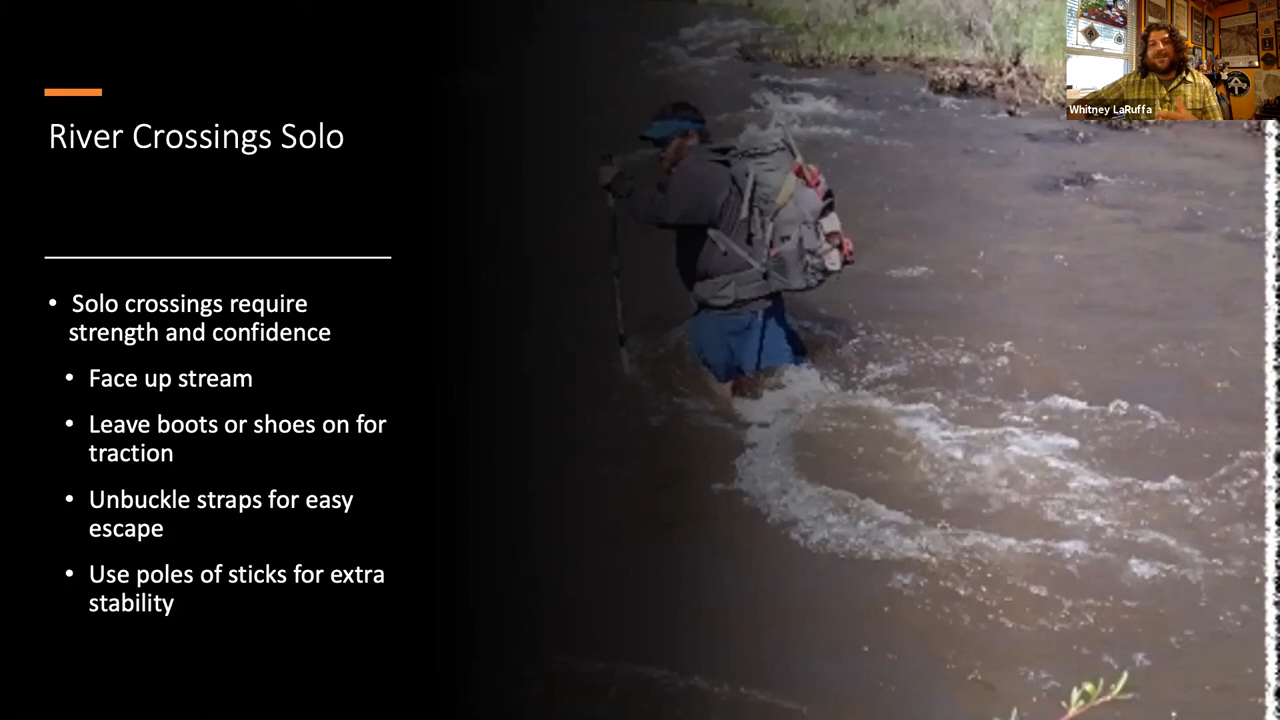 Whitney LaRuffa
River Crossings Solo
• Solo crossings require
strength and confidence
• Face up stream
• Leave boots or shoes on for
traction
• Unbuckle straps for easy
escape
• Use poles of sticks for extra
stability